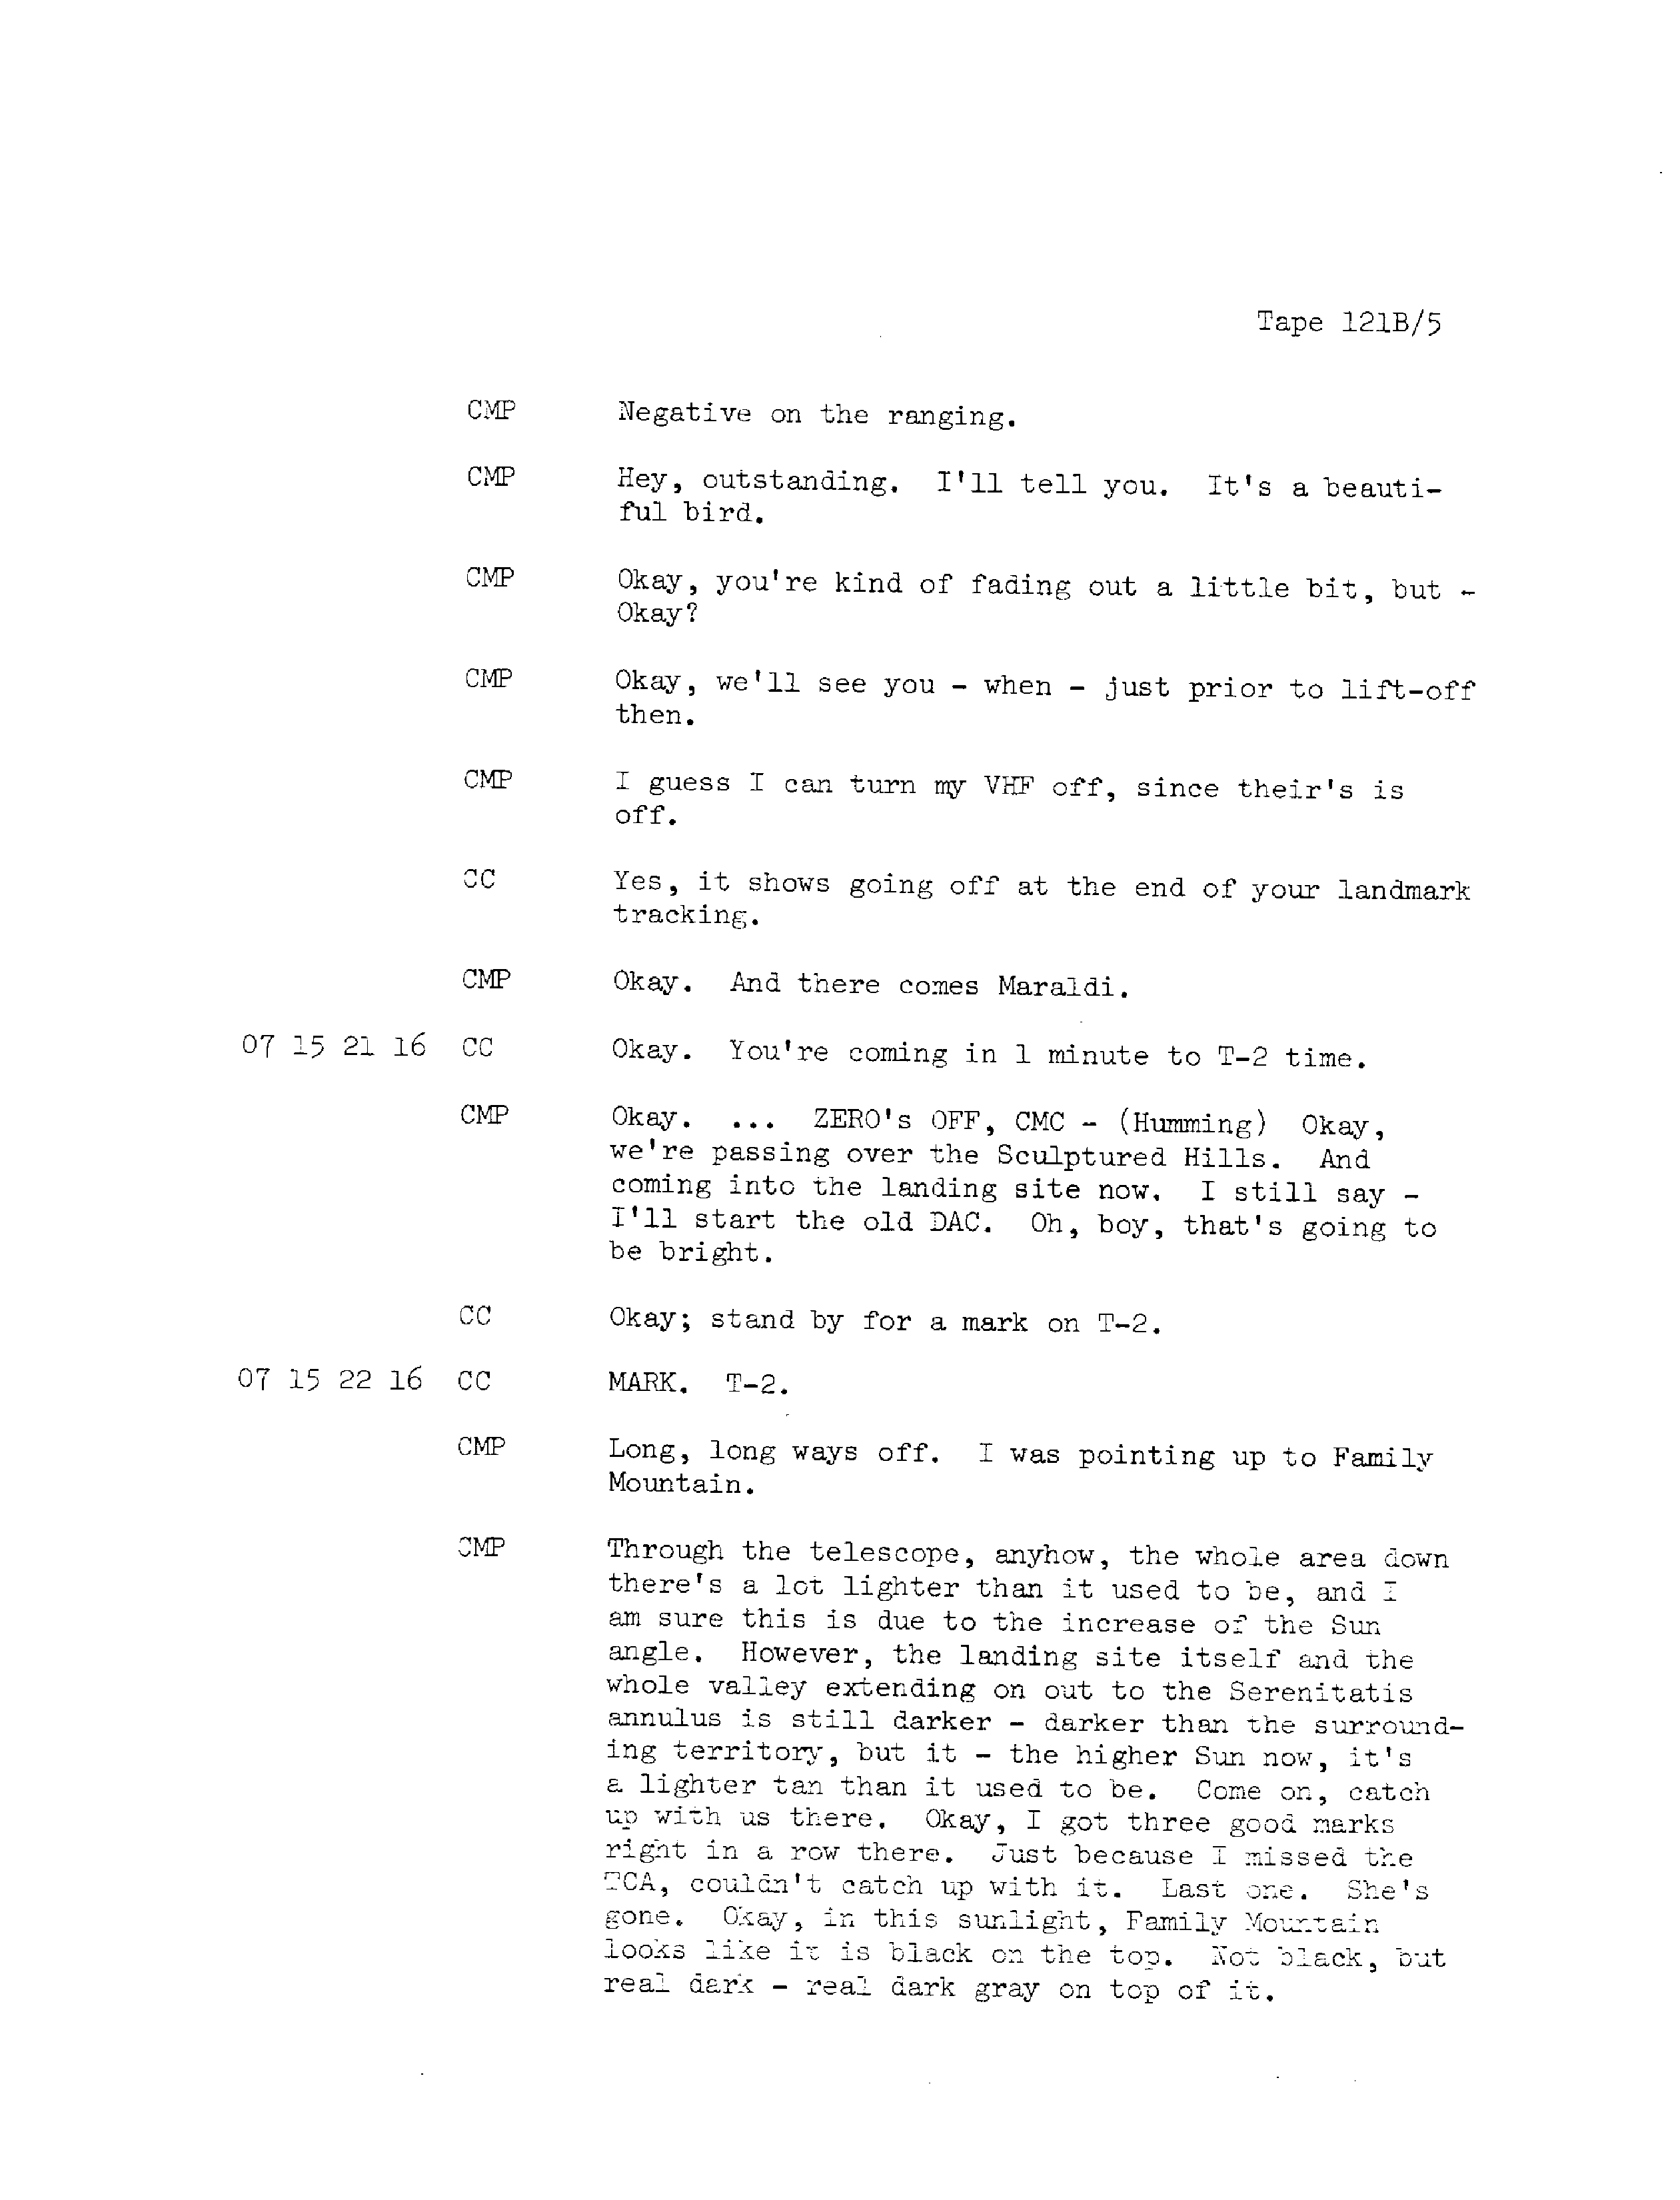 Tape 121B/5
CMP Negative on the ranging.
CMP Hey, outstanding. I'll tell you. It's a beauti-
ful bird.
CMP Okay, you're kind of fading out a little bit, but -
Okay?
CMP Okay, we'll see you - when - just prior to lift-off
then.
CMP I guess I can turn my VHF off, since their's is
off.
CC Yes, it shows going off at the end of your landmark
tracking.
CMP Okay. And there comes Maraldi.
07 15 21 16 CC Okay. You're coming in 1 minute to T-2 time.
CMP Okay. ... ZERO's OFF, CMC - (Humming) Okay,
we're passing over the Sculptured Hills. And
coming into the landing site now. I still say -
I'll start the old DAC. Oh, boy, that's going to
be bright.
CC Okay; stand by for a mark on T-2.
07 15 22 16 CC MARK. T-2.
CMP Long, long ways off. I was pointing up to Family
Mountain.
CMP Through the telescope, anyhow, the whole area down
there's a lot lighter than it used to be, and I
am sure this is due to the increase of the Sun
angle. However, the landing site itself and the
whole valley extending on out to the Serenitatis
annulus is still darker - darker than the surround-
ing territory, but it - the higher Sun now, it's
a lighter tan than it used to be. Come on, catch
up with us there. Okay, I got three good marks
right in a row there. Just because I missed the
TCA, couldn't catch up with it. Last one. She's
gone. Okay, in this sunlight, Family Mountain
looks like it is black on the top. Not black, but
real dark - real dark gray on top of it.